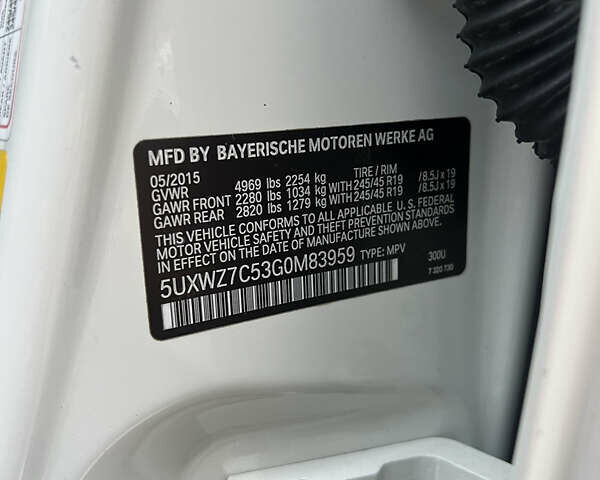 MFD BY BAYERISCHE MOTOREN WERKE AG
05/2015 TIRE / RIM
GVWR 4969 lbs 2254 kg
GAWR FRONT 2280 lbs 1034 kg WITH 245/45 R19 /8.5J x 19
GAWR REAR 2820 lbs 1279 kg WITH 245/45 R19 /8.5J x 19
THIS VEHICLE CONFORMS TO ALL APPLICABLE U.S. FEDERAL
MOTOR VEHICLE SAFETY AND THEFT PREVENTION STANDARDS
IN EFFECT ON THE DATE OF MANUFACTURE SHOWN ABOVE.
5UXWZ7C53G0M83959 TYPE: MPV 300U
7 320 730